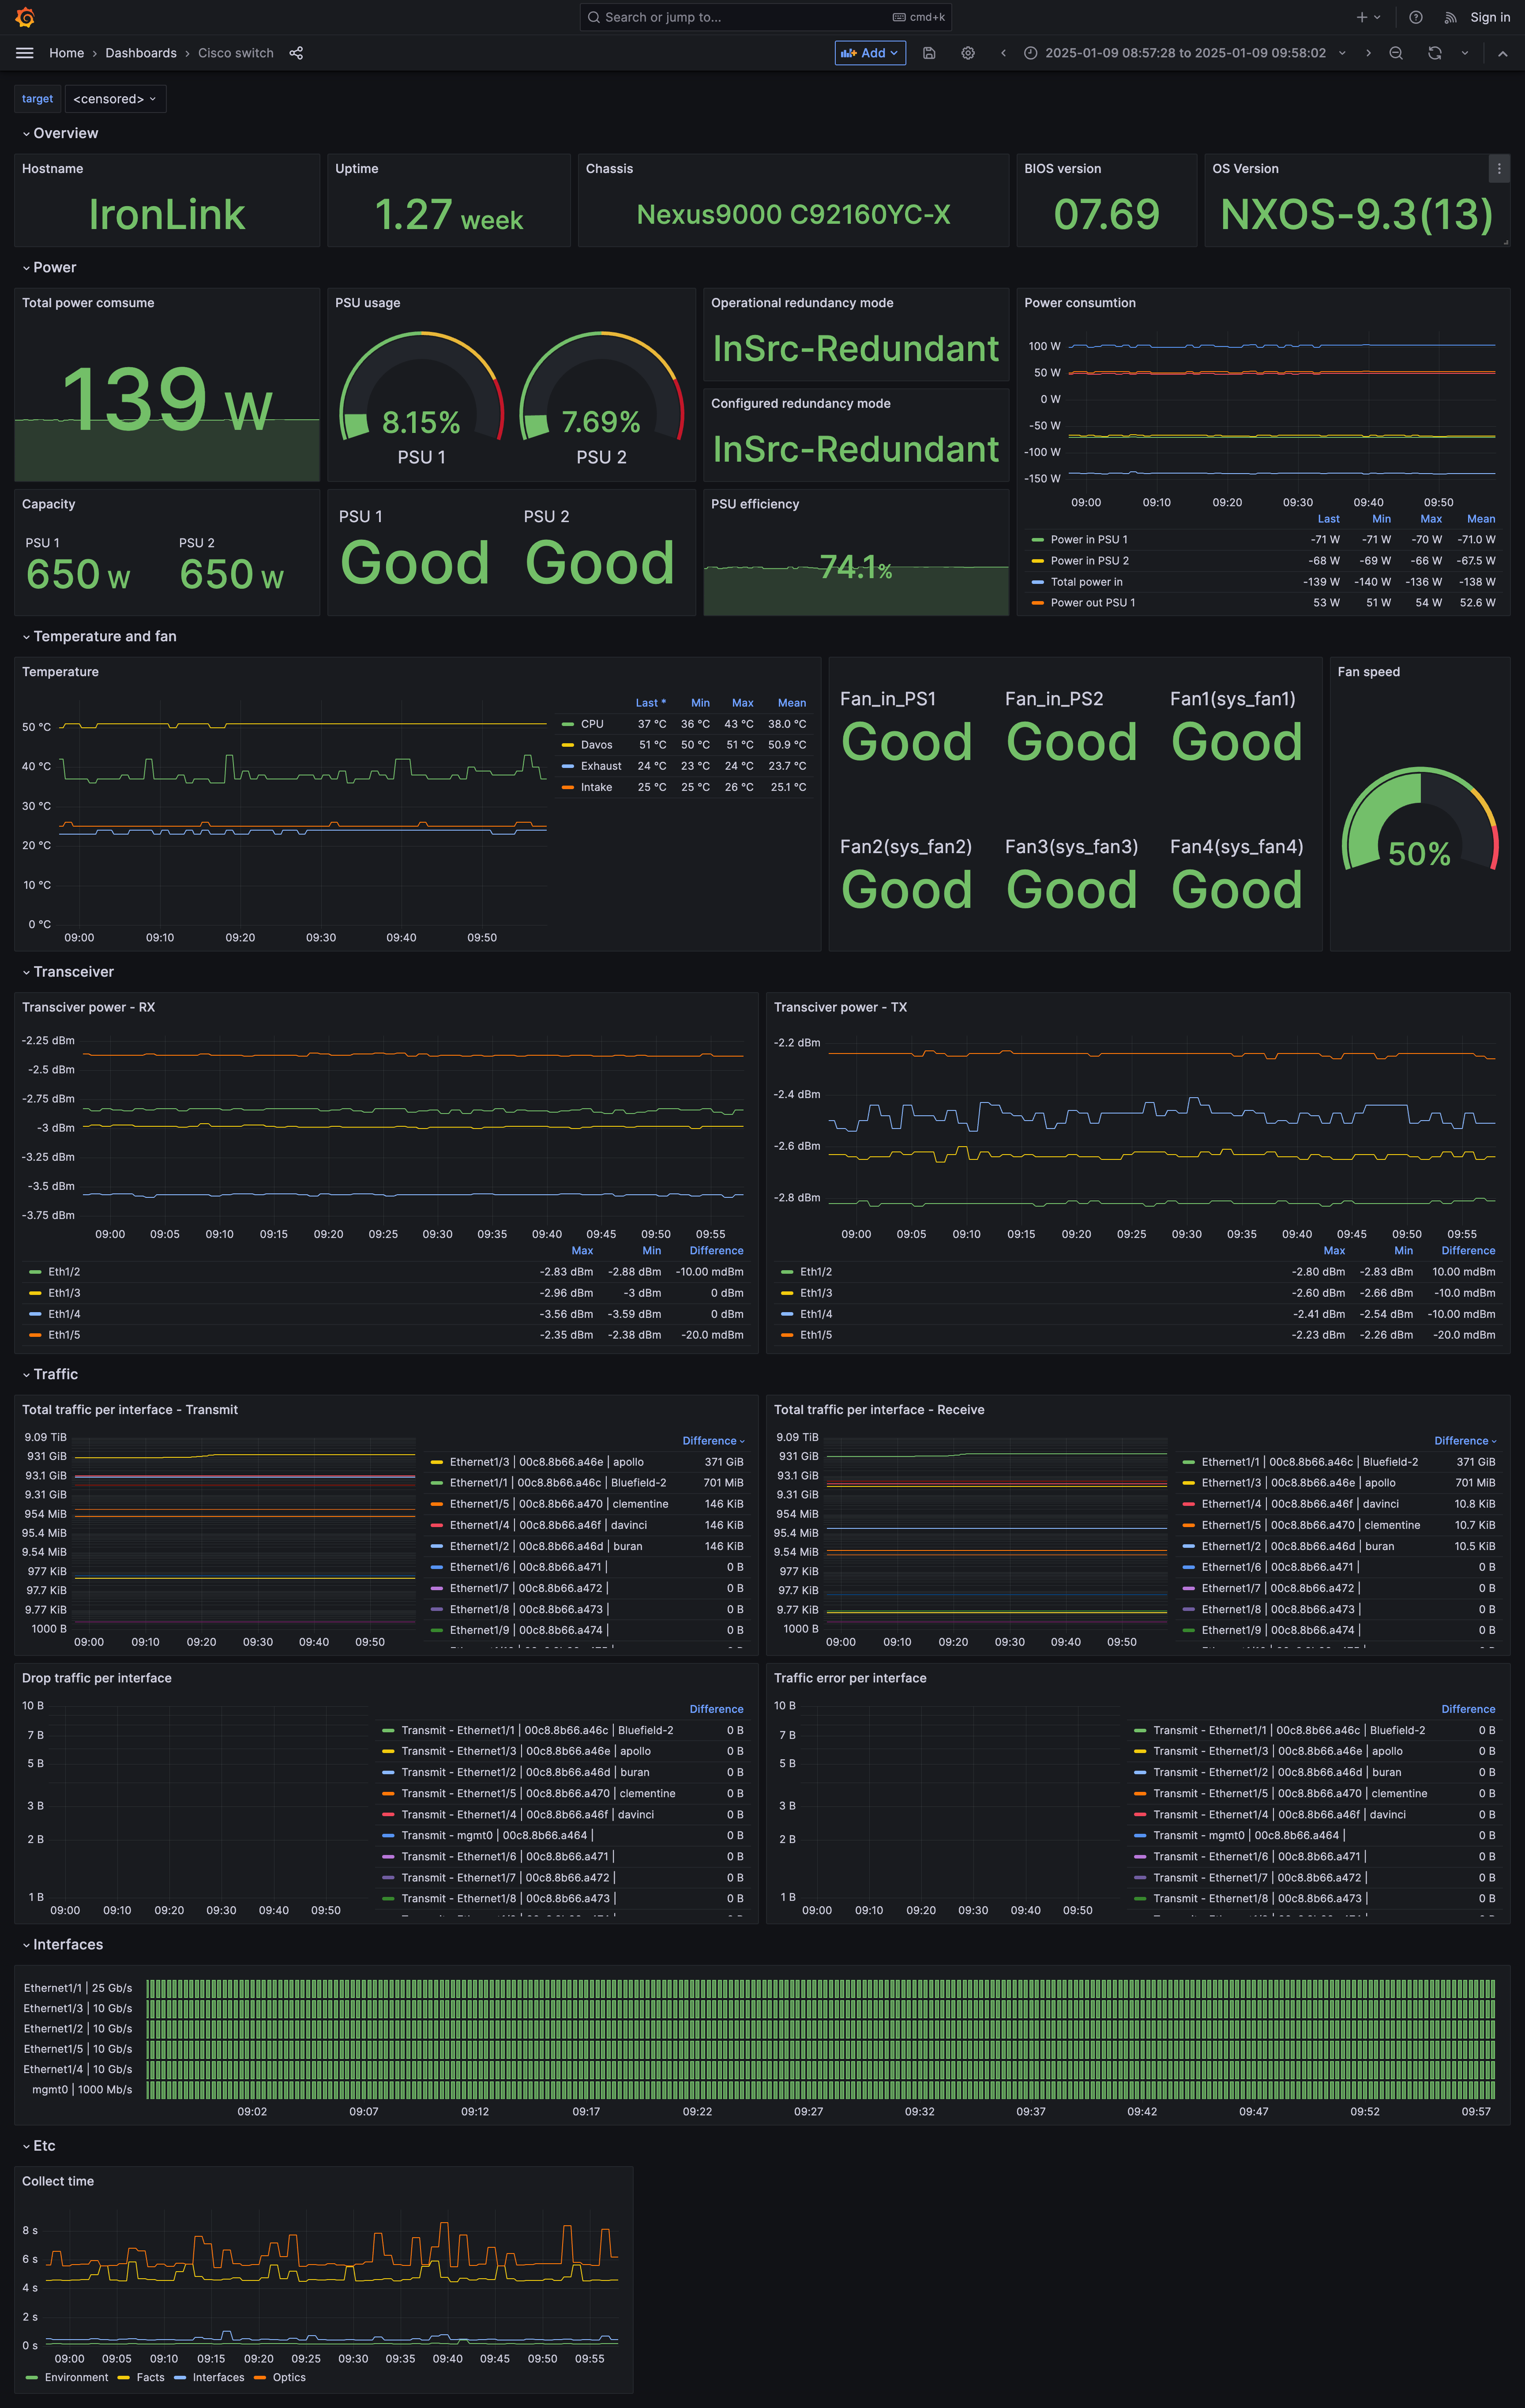 Search or jump to...
cmd+k
Sign in
Home › Dashboards › Cisco switch
Add
2025-01-09 08:57:28 to 2025-01-09 09:58:02
target
<censored>
Overview
Hostname
IronLink
Uptime
1.27 week
Chassis
Nexus9000 C92160YC-X
BIOS version
07.69
OS Version
NXOS-9.3(13)
Power
Total power comsume
139 W
PSU usage
8.15%
PSU 1
7.69%
PSU 2
Operational redundancy mode
InSrc-Redundant
Configured redundancy mode
InSrc-Redundant
Power consumtion
100 W
50 W
0 W
-50 W
-100 W
-150 W
09:00 09:10 09:20 09:30 09:40 09:50
Last Min Max Mean
Power in PSU 1 -71 W -71 W -70 W -71.0 W
Power in PSU 2 -68 W -69 W -66 W -67.5 W
Total power in -139 W -140 W -136 W -138 W
Power out PSU 1 53 W 51 W 54 W 52.6 W
Capacity
PSU 1
650 W
PSU 2
650 W
PSU 1
Good
PSU 2
Good
PSU efficiency
74.1%
Temperature and fan
Temperature
50 °C
40 °C
30 °C
20 °C
10 °C
0 °C
09:00 09:10 09:20 09:30 09:40 09:50
Last * Min Max Mean
CPU 37 °C 36 °C 43 °C 38.0 °C
Davos 51 °C 50 °C 51 °C 50.9 °C
Exhaust 24 °C 23 °C 24 °C 23.7 °C
Intake 25 °C 25 °C 26 °C 25.1 °C
Fan_in_PS1
Good
Fan_in_PS2
Good
Fan1(sys_fan1)
Good
Fan2(sys_fan2)
Good
Fan3(sys_fan3)
Good
Fan4(sys_fan4)
Good
Fan speed
50%
Transceiver
Transciver power - RX
-2.25 dBm
-2.5 dBm
-2.75 dBm
-3 dBm
-3.25 dBm
-3.5 dBm
-3.75 dBm
09:00 09:05 09:10 09:15 09:20 09:25 09:30 09:35 09:40 09:45 09:50 09:55
Max Min Difference
Eth1/2 -2.83 dBm -2.88 dBm -10.00 mdBm
Eth1/3 -2.96 dBm -3 dBm 0 dBm
Eth1/4 -3.56 dBm -3.59 dBm 0 dBm
Eth1/5 -2.35 dBm -2.38 dBm -20.0 mdBm
Transciver power - TX
-2.2 dBm
-2.4 dBm
-2.6 dBm
-2.8 dBm
09:00 09:05 09:10 09:15 09:20 09:25 09:30 09:35 09:40 09:45 09:50 09:55
Max Min Difference
Eth1/2 -2.80 dBm -2.83 dBm 10.00 mdBm
Eth1/3 -2.60 dBm -2.66 dBm -10.0 mdBm
Eth1/4 -2.41 dBm -2.54 dBm -10.00 mdBm
Eth1/5 -2.23 dBm -2.26 dBm -20.0 mdBm
Traffic
Total traffic per interface - Transmit
9.09 TiB
931 GiB
93.1 GiB
9.31 GiB
954 MiB
95.4 MiB
9.54 MiB
977 KiB
97.7 KiB
9.77 KiB
1000 B
09:00 09:10 09:20 09:30 09:40 09:50
Difference
Ethernet1/3 | 00c8.8b66.a46e | apollo 371 GiB
Ethernet1/1 | 00c8.8b66.a46c | Bluefield-2 701 MiB
Ethernet1/5 | 00c8.8b66.a470 | clementine 146 KiB
Ethernet1/4 | 00c8.8b66.a46f | davinci 146 KiB
Ethernet1/2 | 00c8.8b66.a46d | buran 146 KiB
Ethernet1/6 | 00c8.8b66.a471 | 0 B
Ethernet1/7 | 00c8.8b66.a472 | 0 B
Ethernet1/8 | 00c8.8b66.a473 | 0 B
Ethernet1/9 | 00c8.8b66.a474 | 0 B
Total traffic per interface - Receive
9.09 TiB
931 GiB
93.1 GiB
9.31 GiB
954 MiB
95.4 MiB
9.54 MiB
977 KiB
97.7 KiB
9.77 KiB
1000 B
09:00 09:10 09:20 09:30 09:40 09:50
Difference
Ethernet1/1 | 00c8.8b66.a46c | Bluefield-2 371 GiB
Ethernet1/3 | 00c8.8b66.a46e | apollo 701 MiB
Ethernet1/4 | 00c8.8b66.a46f | davinci 10.8 KiB
Ethernet1/5 | 00c8.8b66.a470 | clementine 10.7 KiB
Ethernet1/2 | 00c8.8b66.a46d | buran 10.5 KiB
Ethernet1/6 | 00c8.8b66.a471 | 0 B
Ethernet1/7 | 00c8.8b66.a472 | 0 B
Ethernet1/8 | 00c8.8b66.a473 | 0 B
Ethernet1/9 | 00c8.8b66.a474 | 0 B
Drop traffic per interface
10 B
7 B
5 B
3 B
2 B
1 B
09:00 09:10 09:20 09:30 09:40 09:50
Difference
Transmit - Ethernet1/1 | 00c8.8b66.a46c | Bluefield-2 0 B
Transmit - Ethernet1/3 | 00c8.8b66.a46e | apollo 0 B
Transmit - Ethernet1/2 | 00c8.8b66.a46d | buran 0 B
Transmit - Ethernet1/5 | 00c8.8b66.a470 | clementine 0 B
Transmit - Ethernet1/4 | 00c8.8b66.a46f | davinci 0 B
Transmit - mgmt0 | 00c8.8b66.a464 | 0 B
Transmit - Ethernet1/6 | 00c8.8b66.a471 | 0 B
Transmit - Ethernet1/7 | 00c8.8b66.a472 | 0 B
Transmit - Ethernet1/8 | 00c8.8b66.a473 | 0 B
Traffic error per interface
10 B
7 B
5 B
3 B
2 B
1 B
09:00 09:10 09:20 09:30 09:40 09:50
Difference
Transmit - Ethernet1/1 | 00c8.8b66.a46c | Bluefield-2 0 B
Transmit - Ethernet1/3 | 00c8.8b66.a46e | apollo 0 B
Transmit - Ethernet1/2 | 00c8.8b66.a46d | buran 0 B
Transmit - Ethernet1/5 | 00c8.8b66.a470 | clementine 0 B
Transmit - Ethernet1/4 | 00c8.8b66.a46f | davinci 0 B
Transmit - mgmt0 | 00c8.8b66.a464 | 0 B
Transmit - Ethernet1/6 | 00c8.8b66.a471 | 0 B
Transmit - Ethernet1/7 | 00c8.8b66.a472 | 0 B
Transmit - Ethernet1/8 | 00c8.8b66.a473 | 0 B
Interfaces
Ethernet1/1 | 25 Gb/s
Ethernet1/3 | 10 Gb/s
Ethernet1/2 | 10 Gb/s
Ethernet1/5 | 10 Gb/s
Ethernet1/4 | 10 Gb/s
mgmt0 | 1000 Mb/s
09:02 09:07 09:12 09:17 09:22 09:27 09:32 09:37 09:42 09:47 09:52 09:57
Etc
Collect time
8 s
6 s
4 s
2 s
0 s
09:00 09:05 09:10 09:15 09:20 09:25 09:30 09:35 09:40 09:45 09:50 09:55
Environment Facts Interfaces Optics